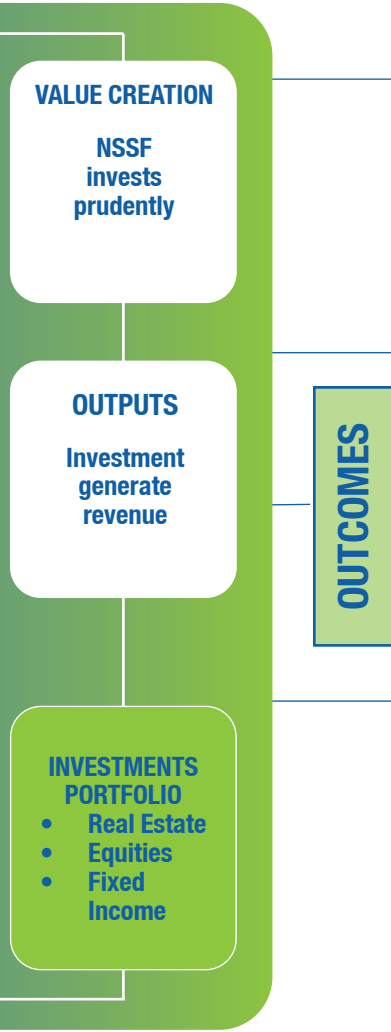 VALUE CREATION
NSSF
invests
prudently
OUTPUTS
Investment
generate
revenue
OUTCOMES
INVESTMENTS
PORTFOLIO
• Real Estate
• Equities
• Fixed
Income